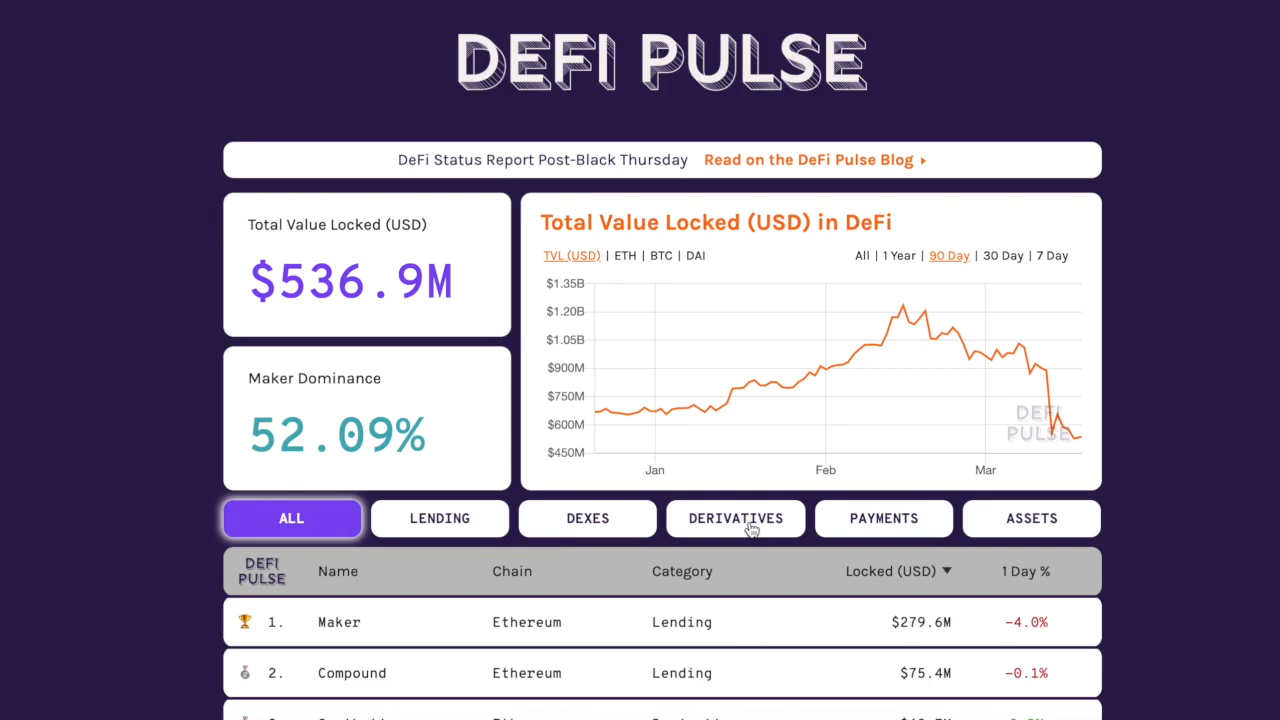 DEFI PULSE
DeFi Status Report Post-Black Thursday Read on the DeFi Pulse Blog
Total Value Locked (USD)
$536.9M
Maker Dominance
52.09%
Total Value Locked (USD) in DeFi
TVL (USD) | ETH | BTC | DAI All | 1 Year | 90 Day | 30 Day | 7 Day
$1.35B
$1.20B
$1.05B
$900M
$750M
$600M
$450M
DEFI
PULSE
Jan Feb Mar
ALL LENDING DEXES DERIVATIVES PAYMENTS ASSETS
DEFI
PULSE
Name Chain Category Locked (USD) 1 Day %
1. Maker Ethereum Lending $279.6M -4.0%
2. Compound Ethereum Lending $75.4M -0.1%